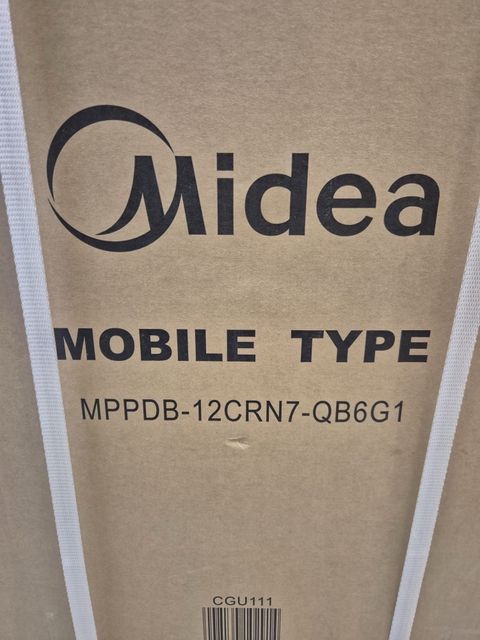 Midea
MOBILE TYPE
MPPDB-12CRN7-QB6G1
CGU111